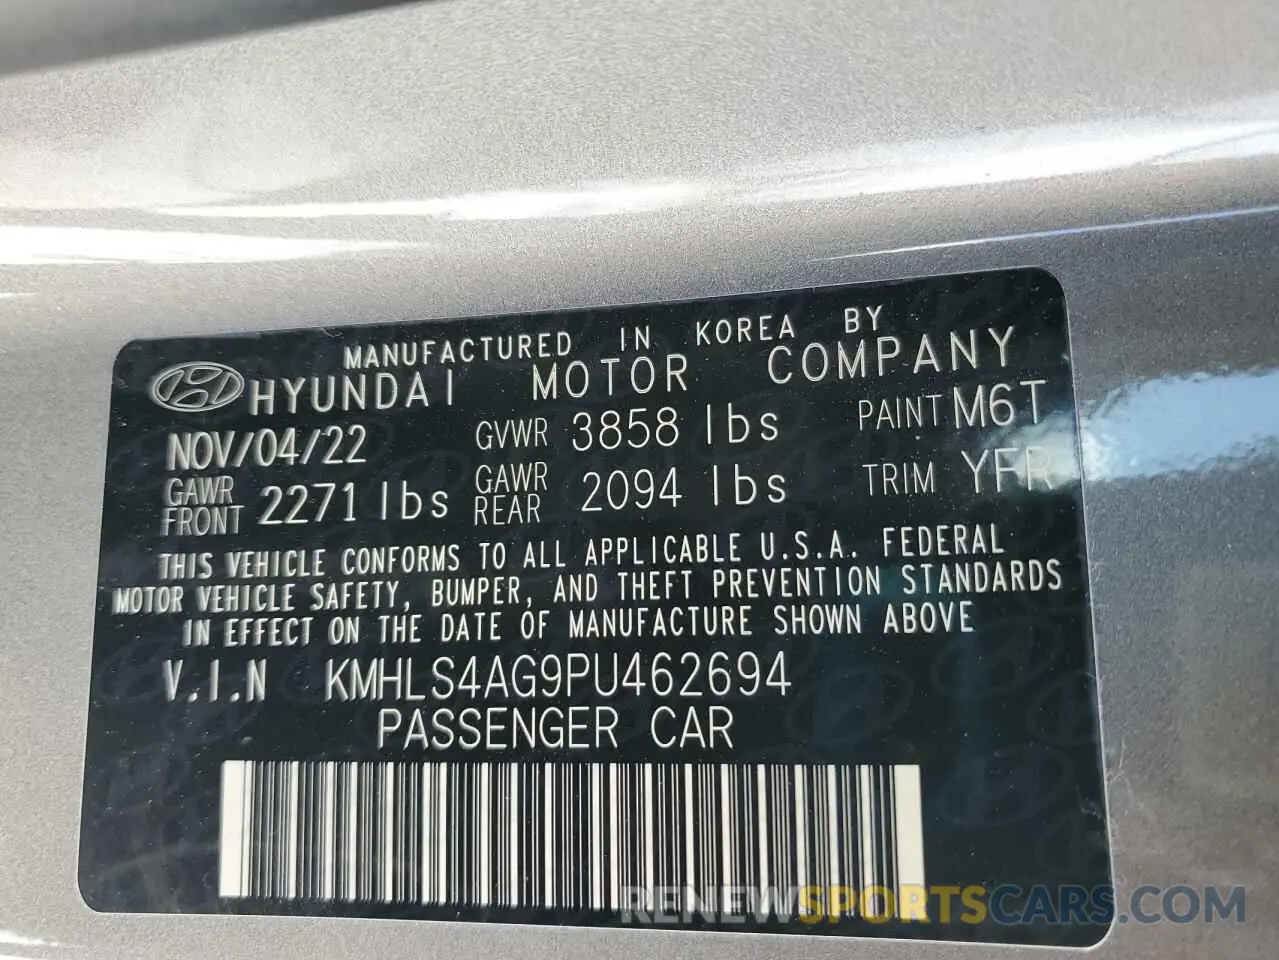 MANUFACTURED IN KOREA BY
HYUNDAI MOTOR COMPANY
NOV/04/22 GVWR 3858 lbs PAINT M6T
GAWR FRONT 2271 lbs GAWR REAR 2094 lbs TRIM YFR
THIS VEHICLE CONFORMS TO ALL APPLICABLE U.S.A. FEDERAL
MOTOR VEHICLE SAFETY, BUMPER, AND THEFT PREVENTION STANDARDS
IN EFFECT ON THE DATE OF MANUFACTURE SHOWN ABOVE
V.I.N KMHLS4AG9PU462694
PASSENGER CAR
RENEWSPORTSCARS.COM